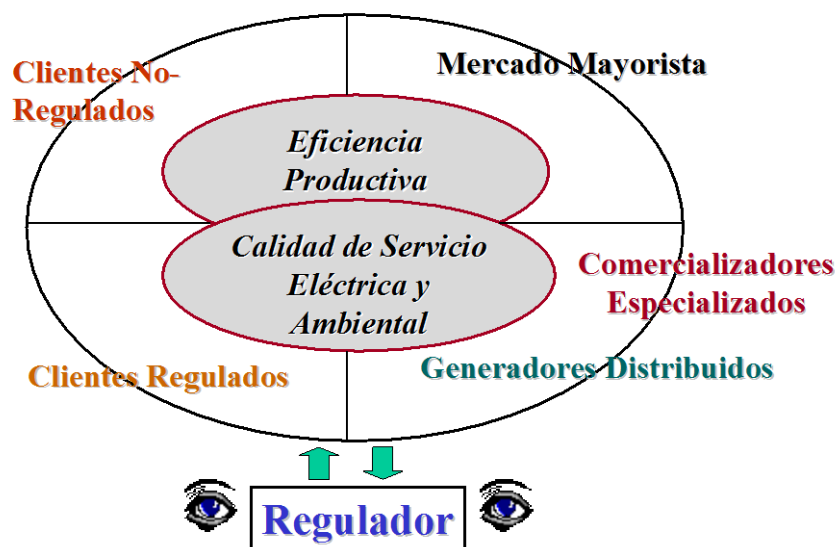 Clientes No-
Regulados
Mercado Mayorista
Eficiencia
Productiva
Calidad de Servicio
Eléctrica y
Ambiental
Comercializadores
Especializados
Clientes Regulados
Generadores Distribuidos
Regulador